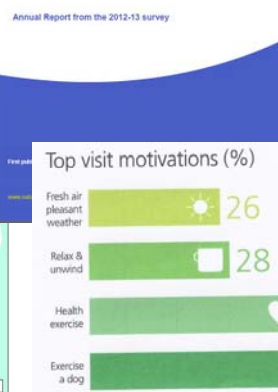 Annual Report from the 2012-13 survey
First
Top visit motivations (%)
Fresh air
pleasant
weather
26
Relax &
unwind
28
Health
exercise
Exercise
a dog